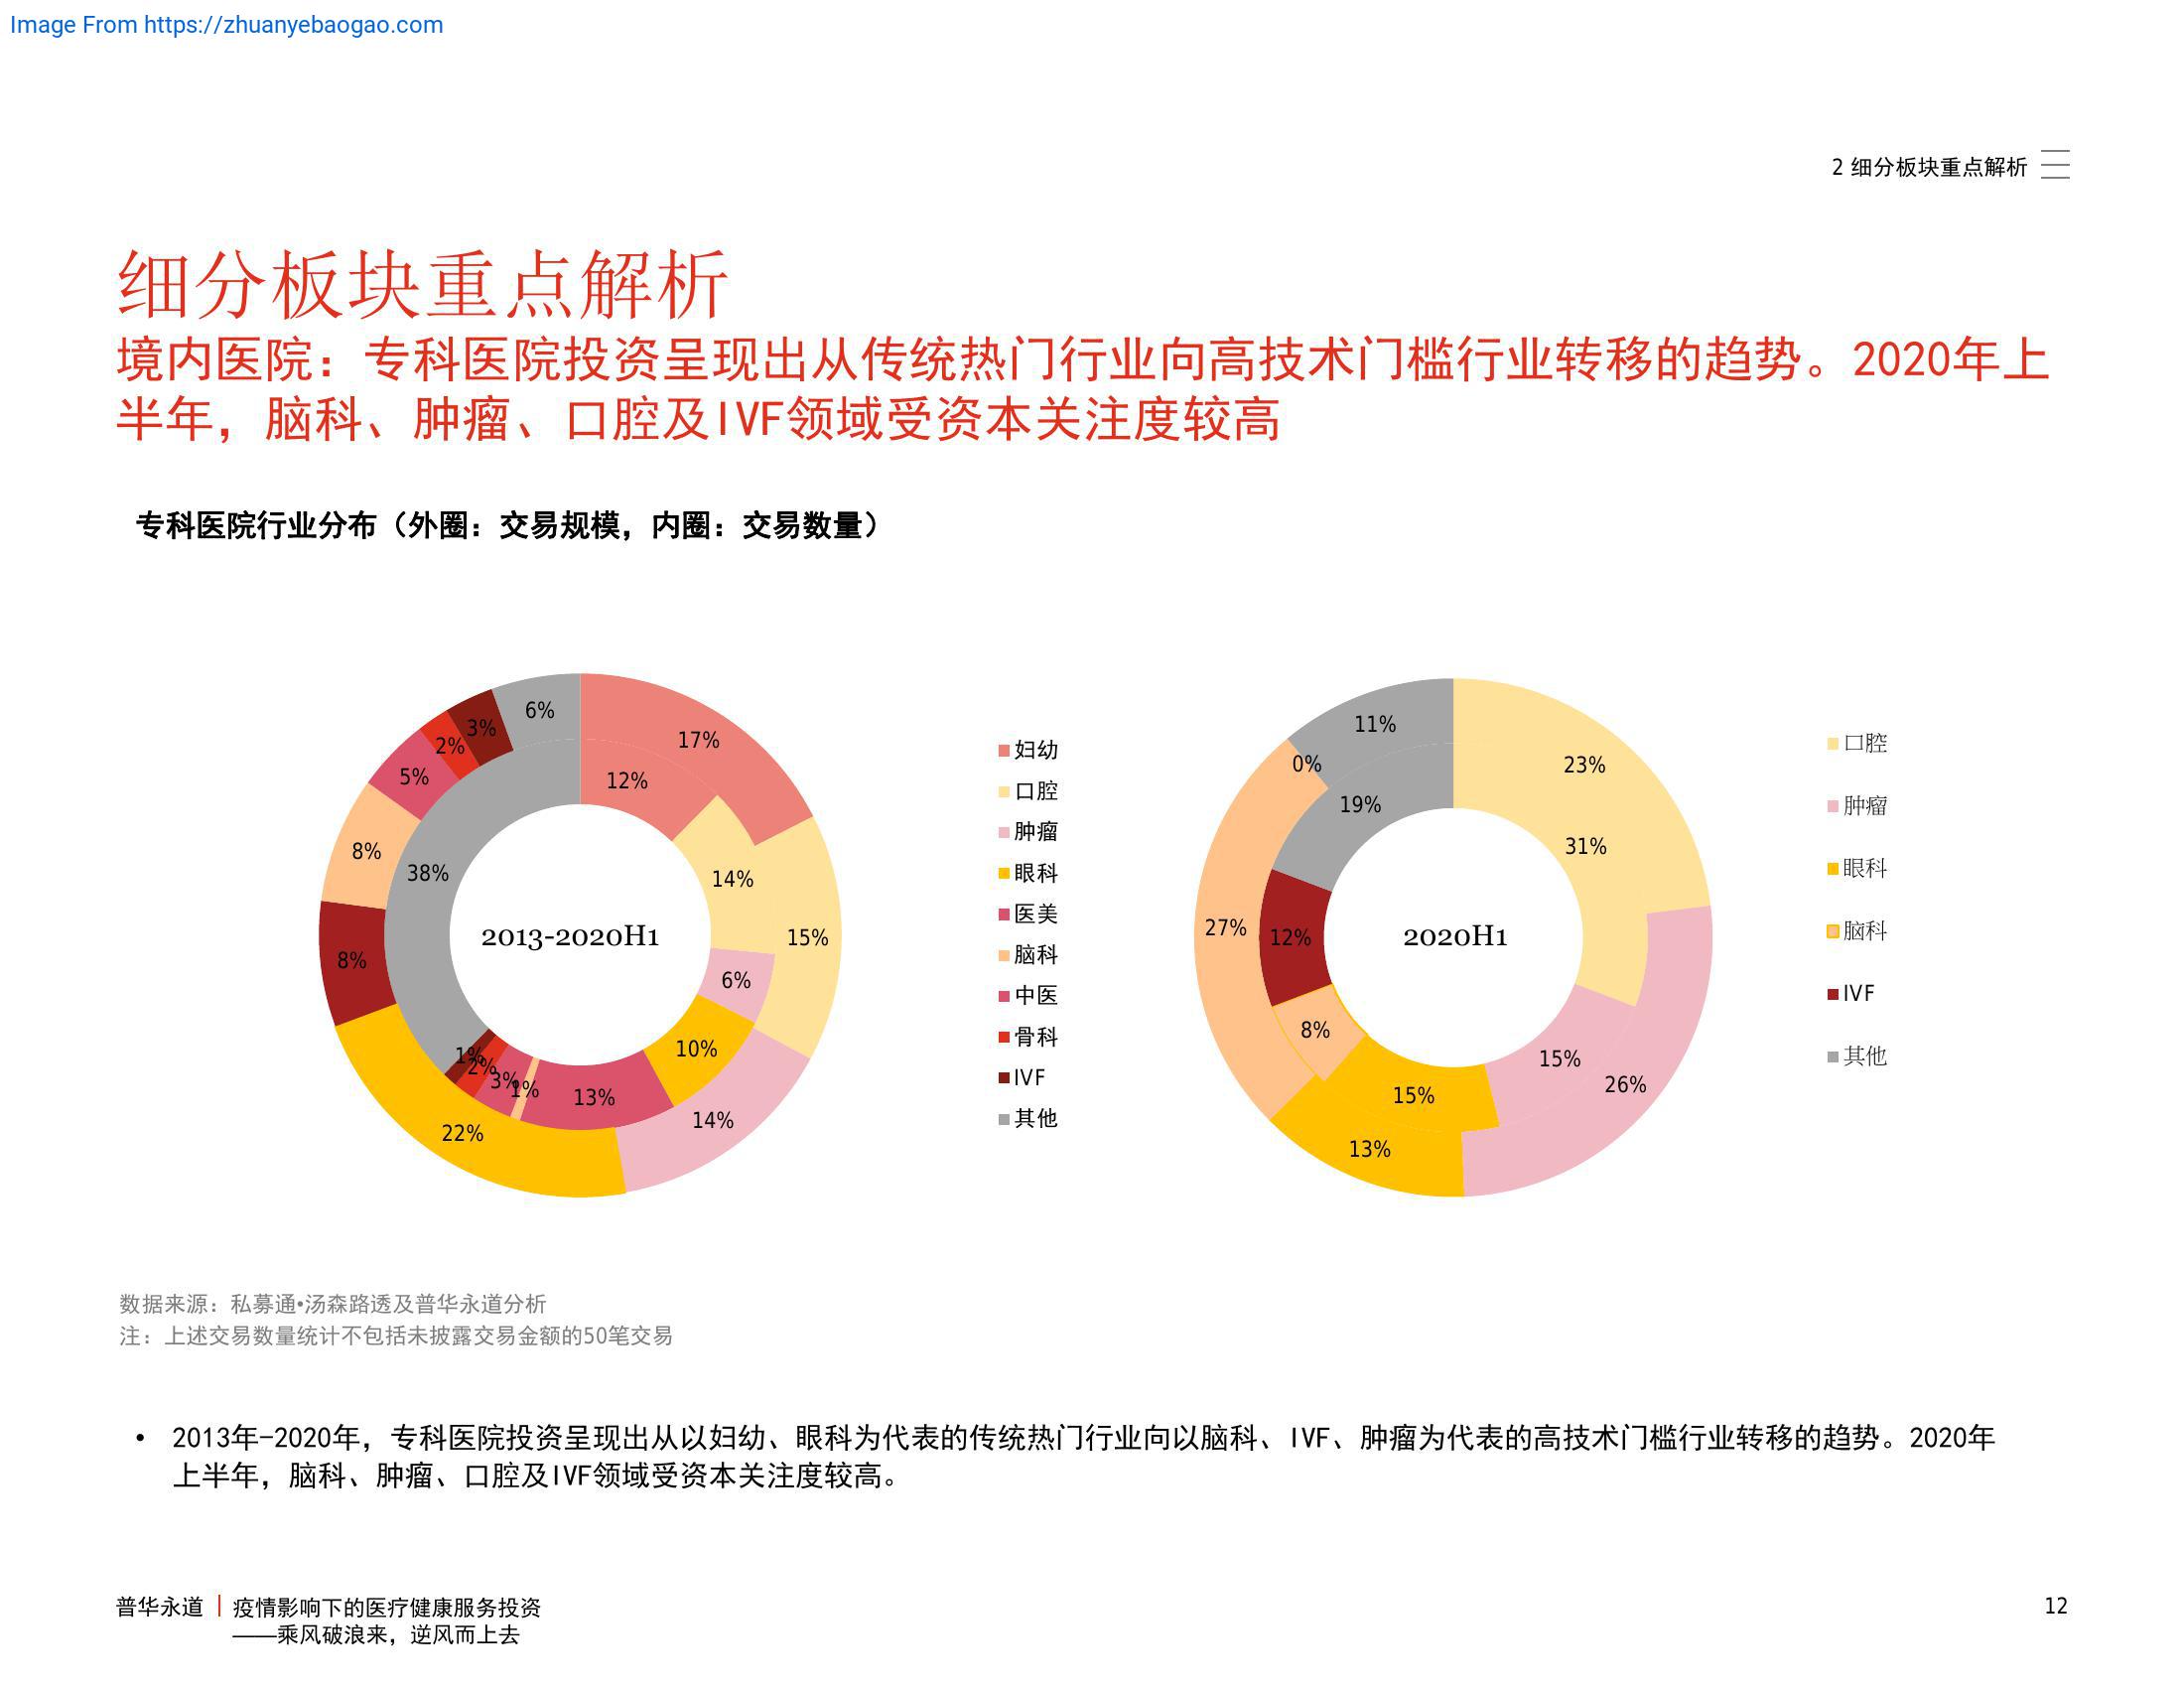 Image From https://zhuanyebaogao.com
2 细分板块重点解析
细分板块重点解析
境内医院：专科医院投资呈现出从传统热门行业向高技术门槛行业转移的趋势。2020年上
半年，脑科、肿瘤、口腔及IVF领域受资本关注度较高
专科医院行业分布（外圈：交易规模，内圈：交易数量）
6%
17%
3%
2%
5%
12%
8%
38%
14%
8%
15%
6%
10%
1%
2%
3%
1%
13%
22%
14%
2013-2020H1
妇幼
口腔
肿瘤
眼科
医美
脑科
中医
骨科
IVF
其他
11%
23%
0%
19%
31%
27%
12%
8%
15%
15%
26%
13%
2020H1
口腔
肿瘤
眼科
脑科
IVF
其他
数据来源：私募通•汤森路透及普华永道分析
注：上述交易数量统计不包括未披露交易金额的50笔交易
• 2013年-2020年，专科医院投资呈现出从以妇幼、眼科为代表的传统热门行业向以脑科、IVF、肿瘤为代表的高技术门槛行业转移的趋势。2020年
上半年，脑科、肿瘤、口腔及IVF领域受资本关注度较高。
普华永道 | 疫情影响下的医疗健康服务投资
——乘风破浪来，逆风而上去
12